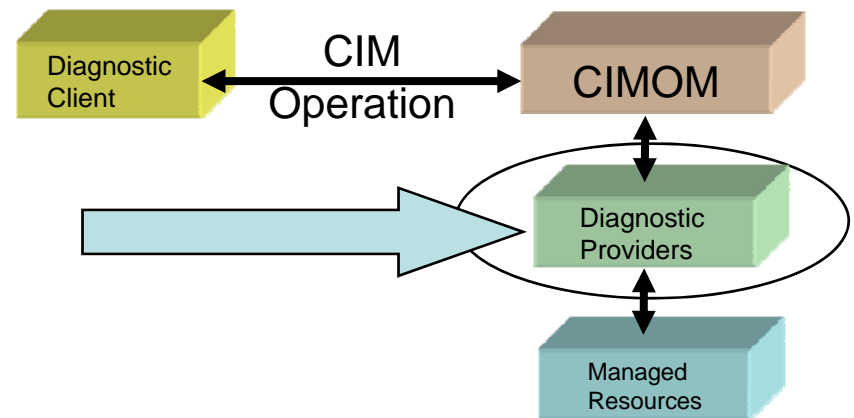 Diagnostic
Client
CIM
Operation
CIMOM
Diagnostic
Providers
Managed
Resources